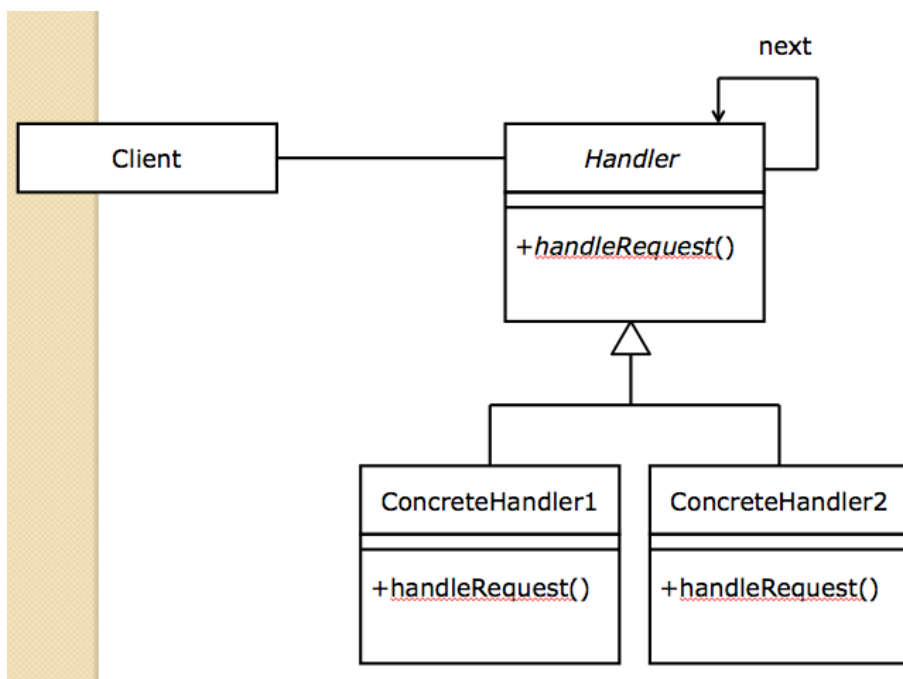 next
Client
Handler
+handleRequest()
ConcreteHandler1
ConcreteHandler2
+handleRequest()
+handleRequest()